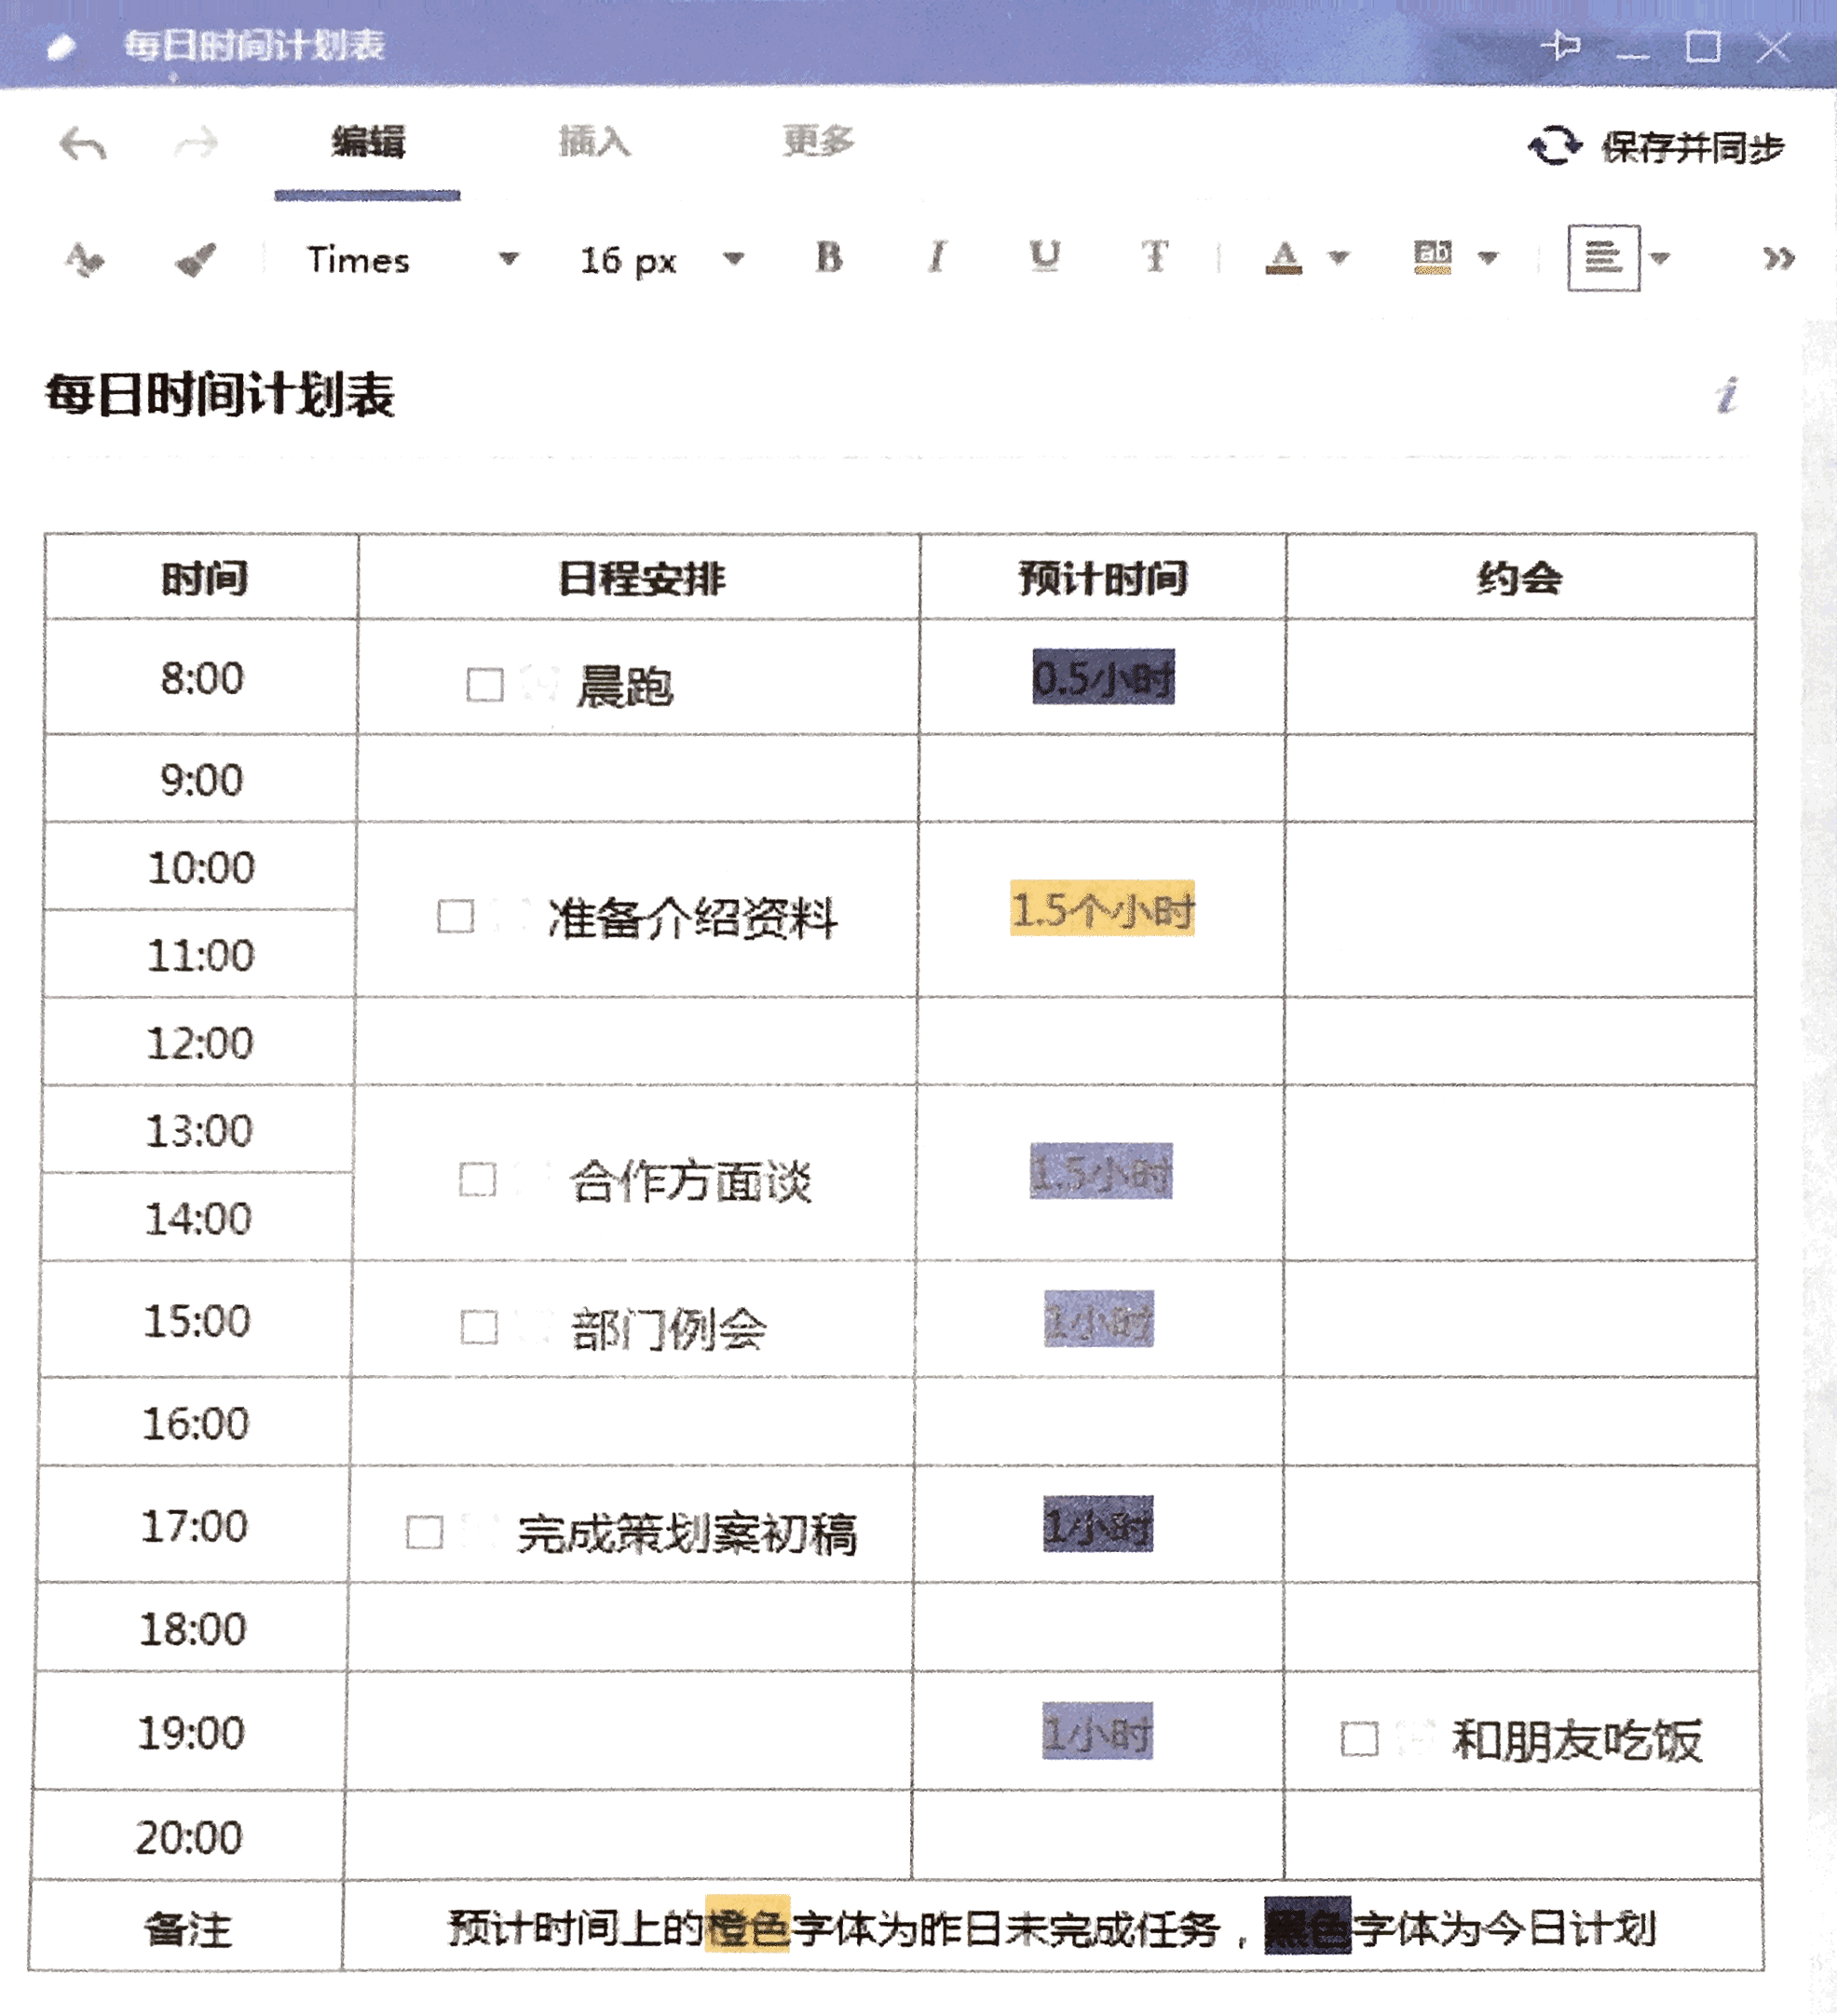 每日时间计划表
编辑 插入 更多 保存并同步
Times 16 px B I U T A ab
每日时间计划表 i
时间 日程安排 预计时间 约会
8:00 晨跑 0.5小时
9:00
10:00
准备介绍资料 1.5个小时
11:00
12:00
13:00
合作方面谈 1.5小时
14:00
15:00 部门例会 1小时
16:00
17:00 完成策划案初稿 1小时
18:00
19:00 1小时 和朋友吃饭
20:00
备注 预计时间上的橙色字体为昨日未完成任务，黑色字体为今日计划